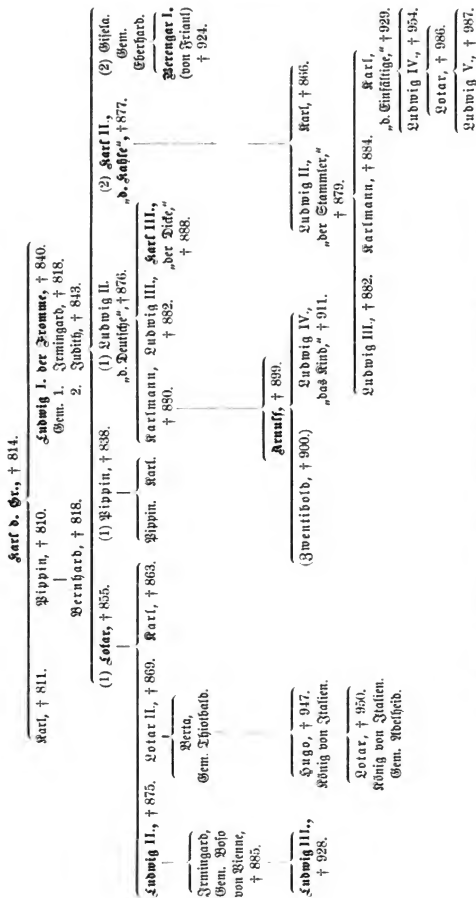 Karl d. Gr., † 814.
Karl, † 811.
Pippin, † 810.
Bernhard, † 818.
Ludwig I. der Fromme, † 840.
Gem. 1. Irmingard, † 818.
2. Judith, † 843.
(1) Lotar, † 855.
(1) Pippin, † 838.
(1) Ludwig II.
„d. Deutsche", † 876.
(2) Karl II.,
„d. Kahle", † 877.
(2) Gisela.
Gem.
Eberhard.
Berengar I.
(von Friaul)
† 924.
Ludwig II., † 875.
Lotar II., † 869.
Karl, † 863.
Pippin.
Karl.
Karlmann,
† 880.
Ludwig III.,
† 882.
Karl III.,
„der Dicke,"
† 888.
Irmingard,
Gem. Boso
von Vienne,
† 885.
Berta,
Gem. Thiotbald.
Arnulf, † 899.
Ludwig II.,
„der Stammler,"
† 879.
Karl, † 866.
Ludwig III.,
† 928.
Hugo, † 947.
König von Italien.
(Zwentibold, † 900.)
Ludwig IV.,
„das Kind," † 911.
Lotar, † 950.
König von Italien.
Gem. Adelheid.
Ludwig III., † 882.
Karlmann, † 884.
Karl,
„d. Einfältige," † 929.
Ludwig IV., † 954.
Lotar, † 986.
Ludwig V., † 987.